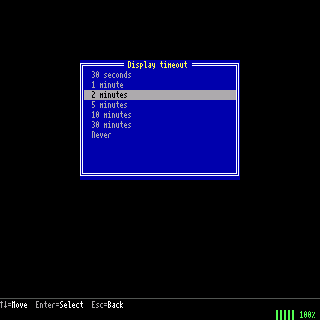 Display timeout
30 seconds
1 minute
2 minutes
5 minutes
10 minutes
30 minutes
Never
↑↓=Move Enter=Select Esc=Back
100%